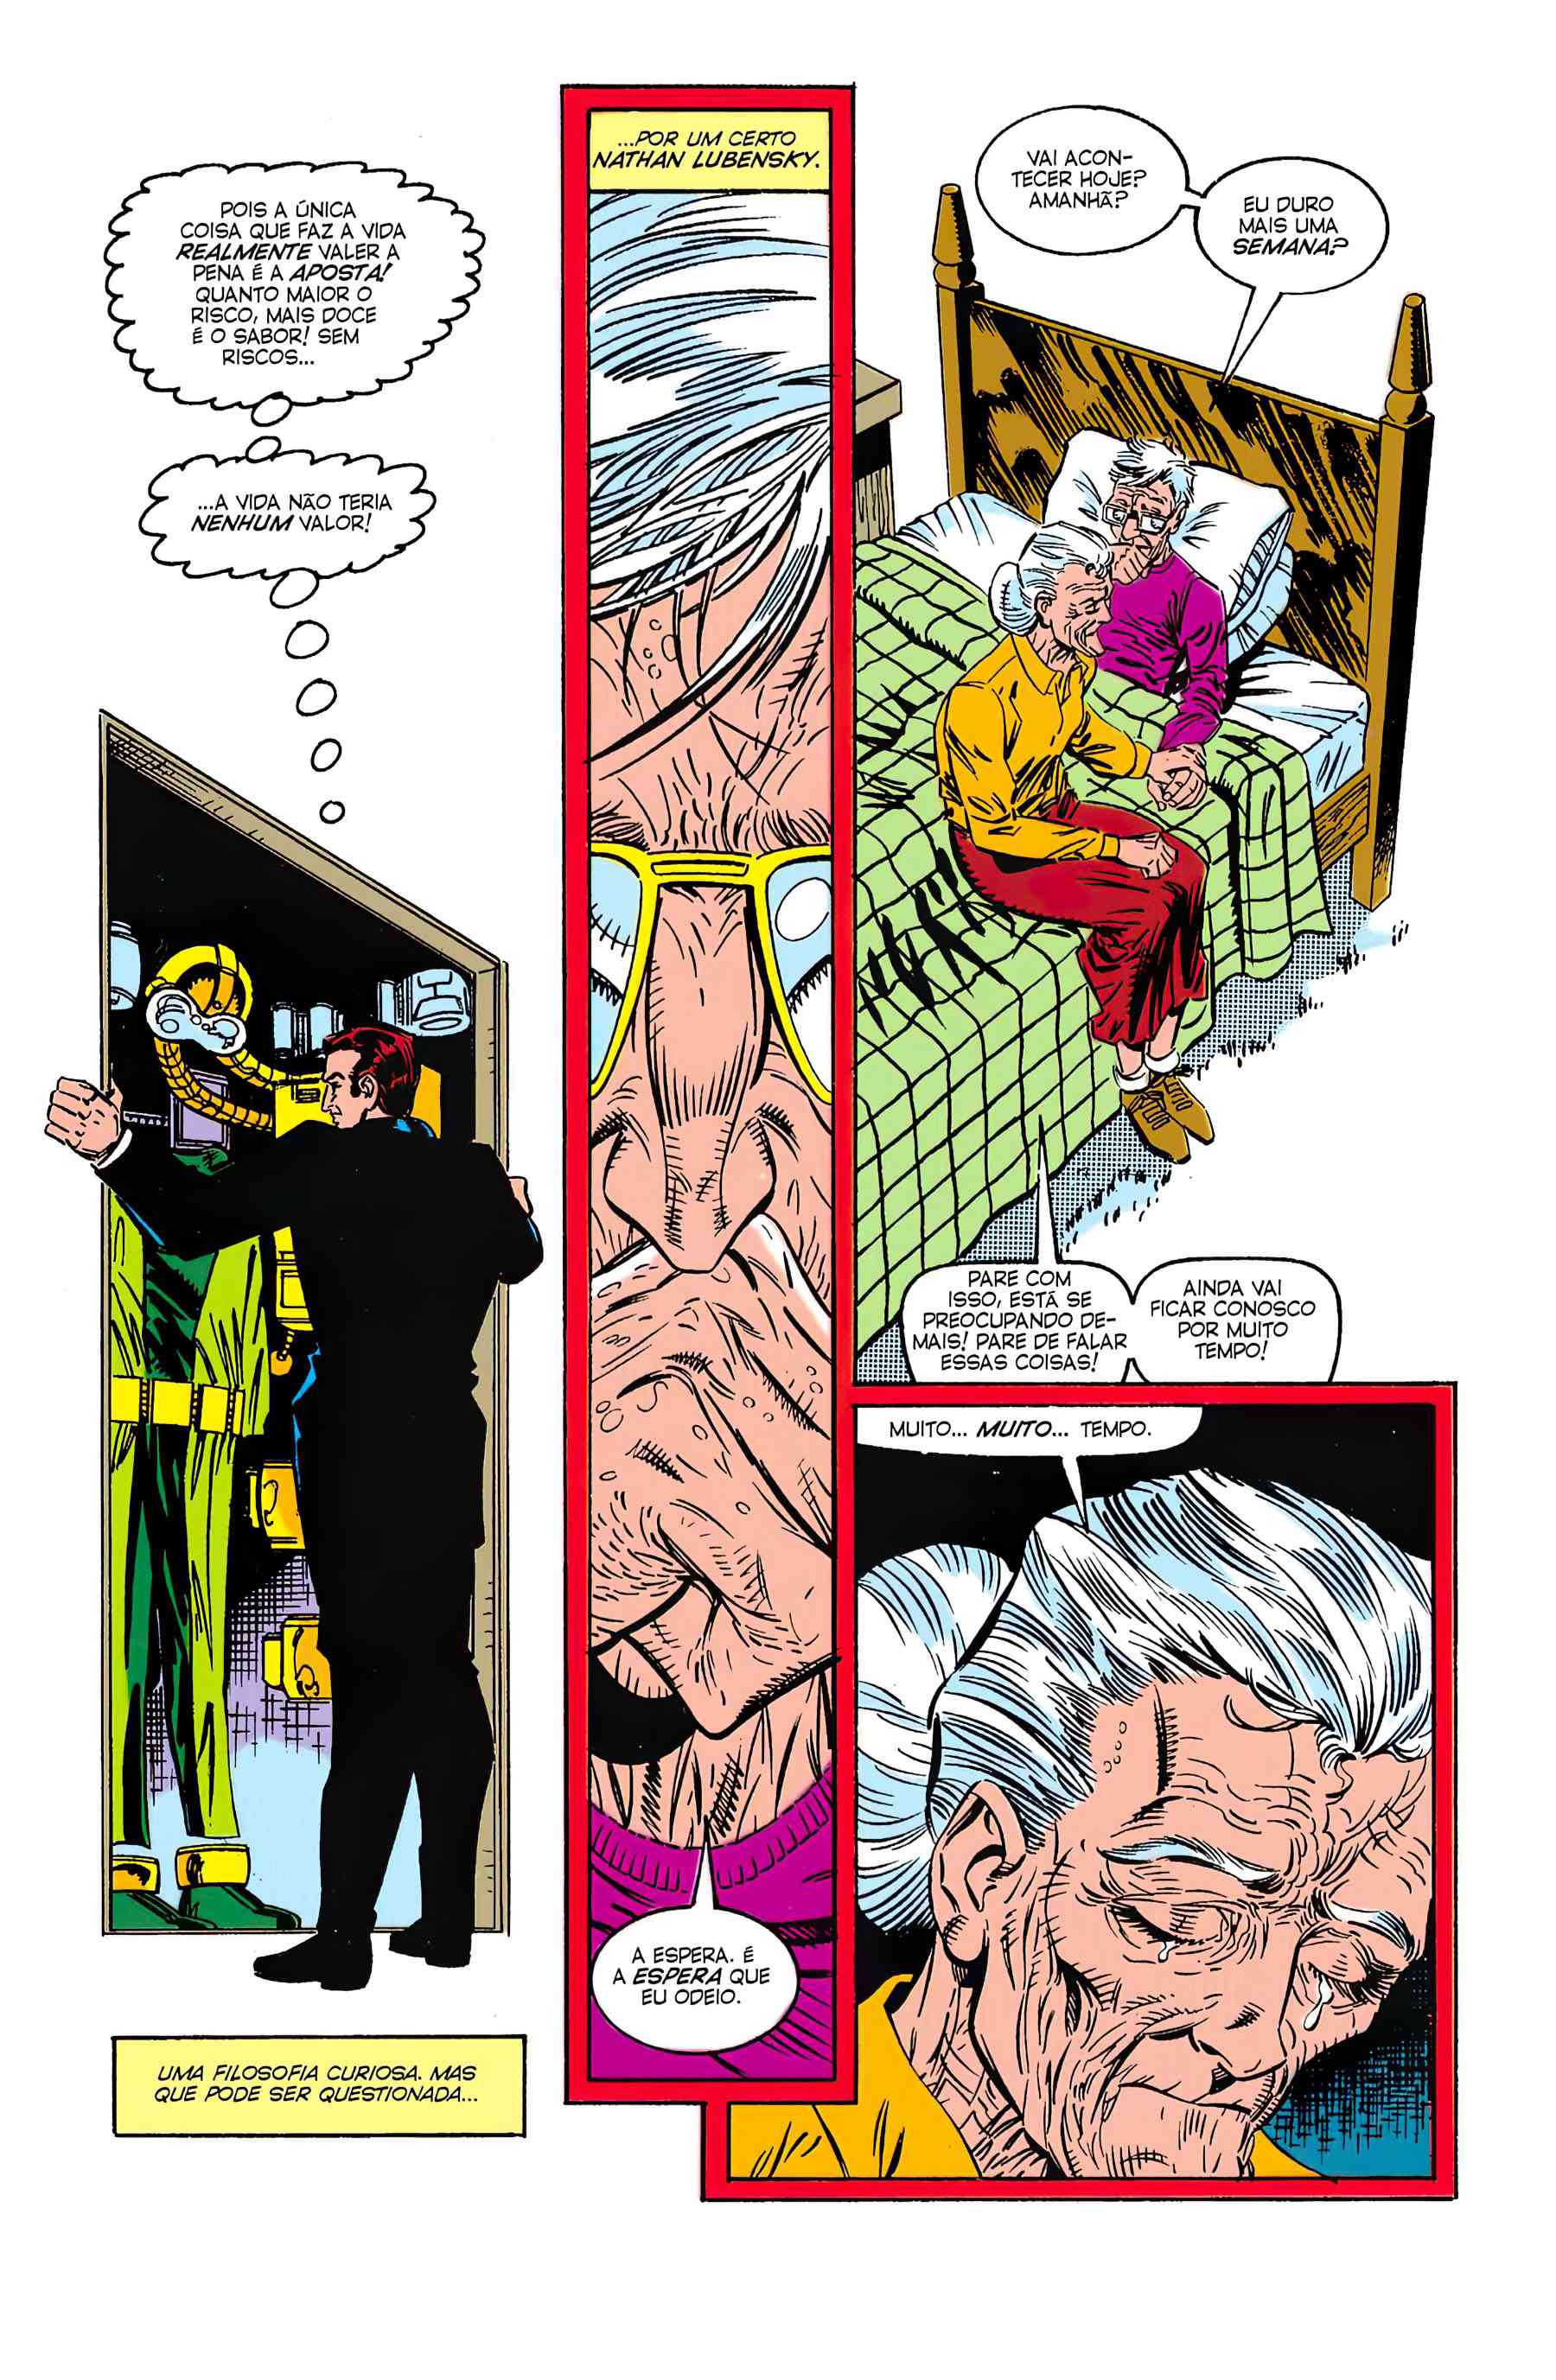 POIS A ÚNICA
COISA QUE FAZ A VIDA
REALMENTE VALER A
PENA É A APOSTA!
QUANTO MAIOR O
RISCO, MAIS DOCE
É O SABOR! SEM
RISCOS...
...A VIDA NÃO TERIA
NENHUM VALOR!
UMA FILOSOFIA CURIOSA. MAS
QUE PODE SER QUESTIONADA...
...POR UM CERTO
NATHAN LUBENSKY.
A ESPERA. É
A ESPERA QUE
EU ODEIO.
VAI ACON-
TECER HOJE?
AMANHÃ?
EU DURO
MAIS UMA
SEMANA?
PARE COM
ISSO, ESTÁ SE
PREOCUPANDO DE-
MAIS! PARE DE FALAR
ESSAS COISAS!
AINDA VAI
FICAR CONOSCO
POR MUITO
TEMPO!
MUITO... MUITO... TEMPO.